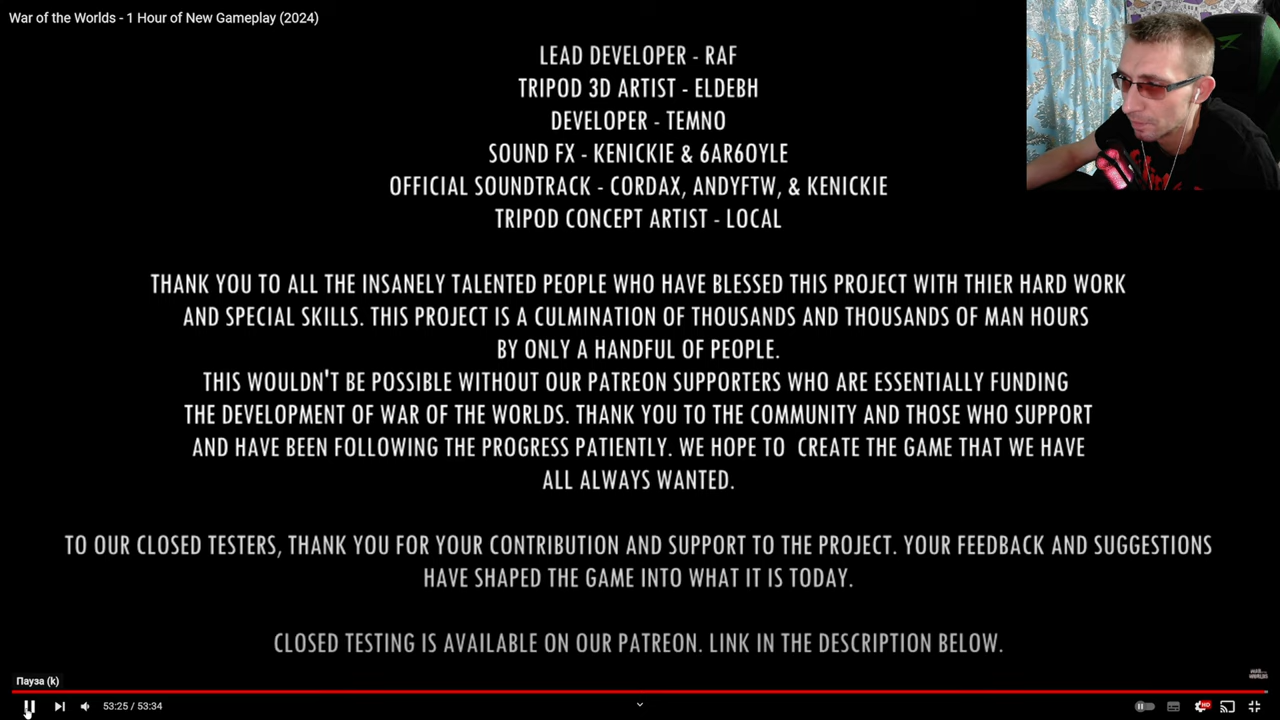 War of the Worlds - 1 Hour of New Gameplay (2024)
LEAD DEVELOPER - RAF
TRIPOD 3D ARTIST - ELDEBH
DEVELOPER - TEMNO
SOUND FX - KENICKIE & 6AR6OYLE
OFFICIAL SOUNDTRACK - CORDAX, ANDYFTW, & KENICKIE
TRIPOD CONCEPT ARTIST - LOCAL
THANK YOU TO ALL THE INSANELY TALENTED PEOPLE WHO HAVE BLESSED THIS PROJECT WITH THIER HARD WORK
AND SPECIAL SKILLS. THIS PROJECT IS A CULMINATION OF THOUSANDS AND THOUSANDS OF MAN HOURS
BY ONLY A HANDFUL OF PEOPLE.
THIS WOULDN'T BE POSSIBLE WITHOUT OUR PATREON SUPPORTERS WHO ARE ESSENTIALLY FUNDING
THE DEVELOPMENT OF WAR OF THE WORLDS. THANK YOU TO THE COMMUNITY AND THOSE WHO SUPPORT
AND HAVE BEEN FOLLOWING THE PROGRESS PATIENTLY. WE HOPE TO CREATE THE GAME THAT WE HAVE
ALL ALWAYS WANTED.
TO OUR CLOSED TESTERS, THANK YOU FOR YOUR CONTRIBUTION AND SUPPORT TO THE PROJECT. YOUR FEEDBACK AND SUGGESTIONS
HAVE SHAPED THE GAME INTO WHAT IT IS TODAY.
CLOSED TESTING IS AVAILABLE ON OUR PATREON. LINK IN THE DESCRIPTION BELOW.
Пауза (k)
53:25 / 53:34
HD